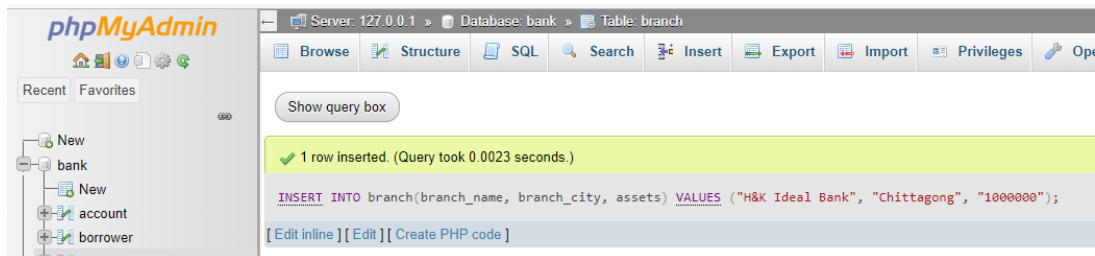 phpMyAdmin
Recent Favorites
New
bank
New
account
borrower
Server: 127.0.0.1 » Database: bank » Table: branch
Browse Structure SQL Search Insert Export Import Privileges
Show query box
1 row inserted. (Query took 0.0023 seconds.)
INSERT INTO branch(branch_name, branch_city, assets) VALUES ("H&K Ideal Bank", "Chittagong", "1000000");
[ Edit inline ] [ Edit ] [ Create PHP code ]